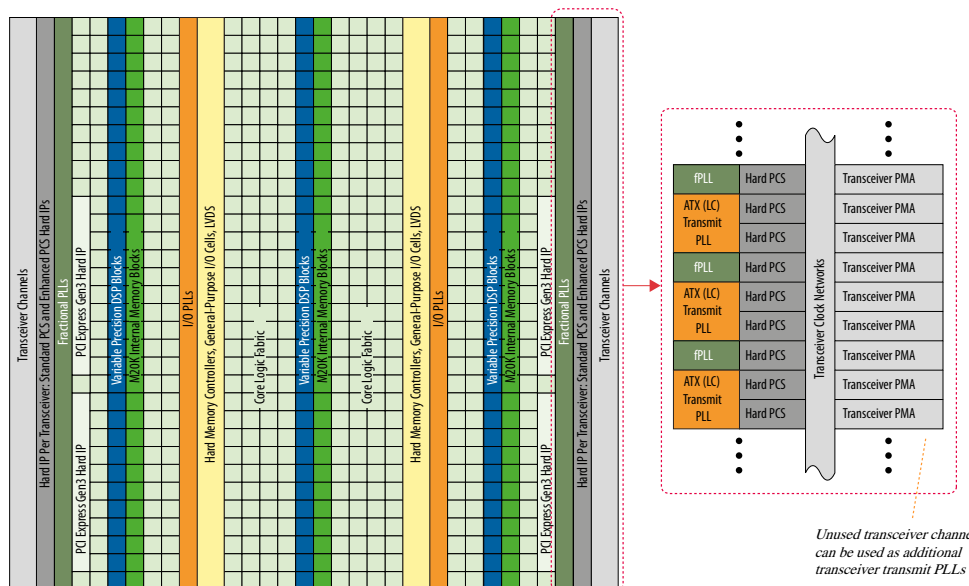 Transceiver Channels
Hard IP Per Transceiver: Standard PCS and Enhanced PCS Hard IPs
Fractional PLLs
PCI Express Gen3 Hard IP
PCI Express Gen3 Hard IP
Variable Precision DSP Blocks
M20K Internal Memory Blocks
I/O PLLs
Hard Memory Controllers, General-Purpose I/O Cells, LVDS
Core Logic Fabric
Variable Precision DSP Blocks
M20K Internal Memory Blocks
Core Logic Fabric
Hard Memory Controllers, General-Purpose I/O Cells, LVDS
I/O PLLs
Variable Precision DSP Blocks
M20K Internal Memory Blocks
PCI Express Gen3 Hard IP
PCI Express Gen3 Hard IP
Fractional PLLs
Hard IP Per Transceiver: Standard PCS and Enhanced PCS Hard IPs
Transceiver Channels
fPLL
Hard PCS
Transceiver PMA
ATX (LC)
Transmit
PLL
Hard PCS
Transceiver PMA
Hard PCS
Transceiver PMA
fPLL
Hard PCS
Transceiver PMA
ATX (LC)
Transmit
PLL
Hard PCS
Transceiver PMA
Hard PCS
Transceiver PMA
fPLL
Hard PCS
Transceiver PMA
ATX (LC)
Transmit
PLL
Hard PCS
Transceiver PMA
Hard PCS
Transceiver PMA
Transceiver Clock Networks
Unused transceiver channe
can be used as additional
transceiver transmit PLLs